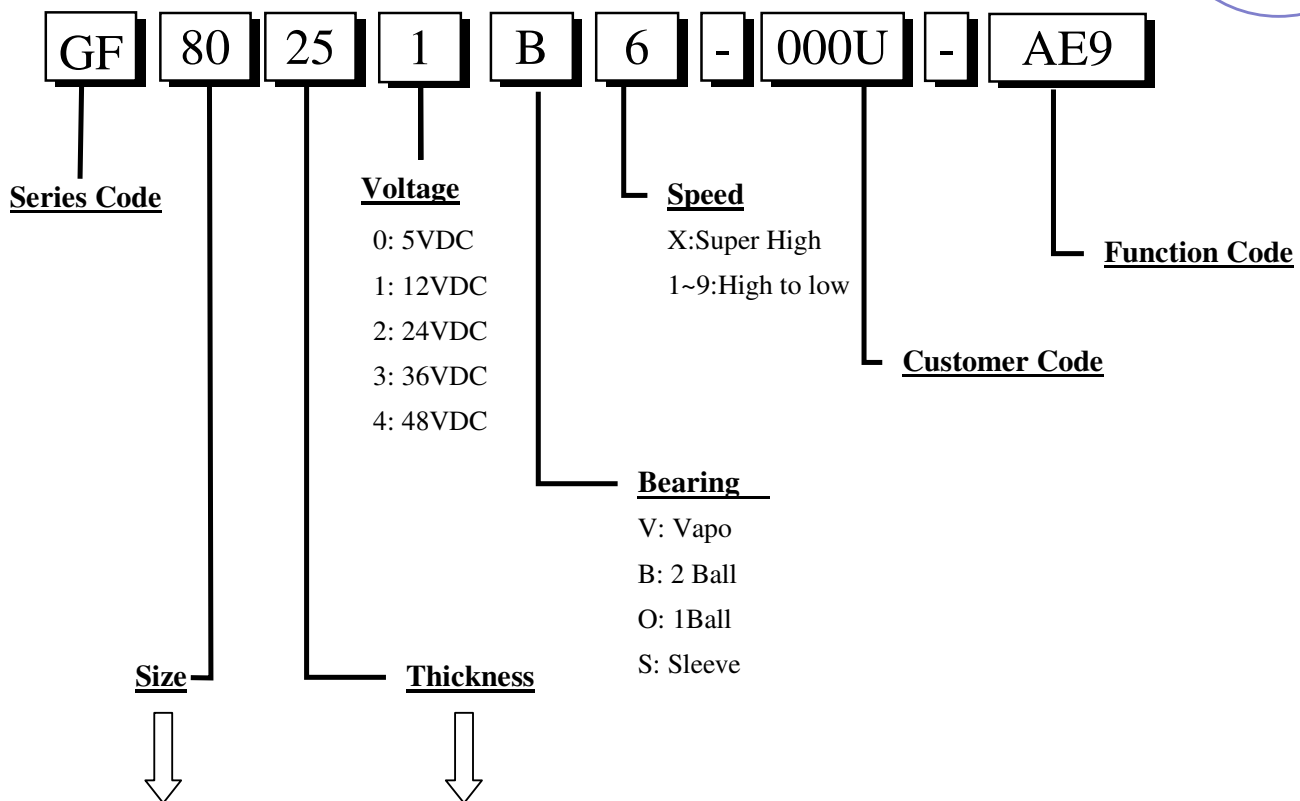 GF 80 25 1 B 6 - 000U - AE9
Series Code
Voltage
0: 5VDC
1: 12VDC
2: 24VDC
3: 36VDC
4: 48VDC
Speed
X:Super High
1~9:High to low
Function Code
Customer Code
Bearing
V: Vapo
B: 2 Ball
O: 1Ball
S: Sleeve
Size
Thickness